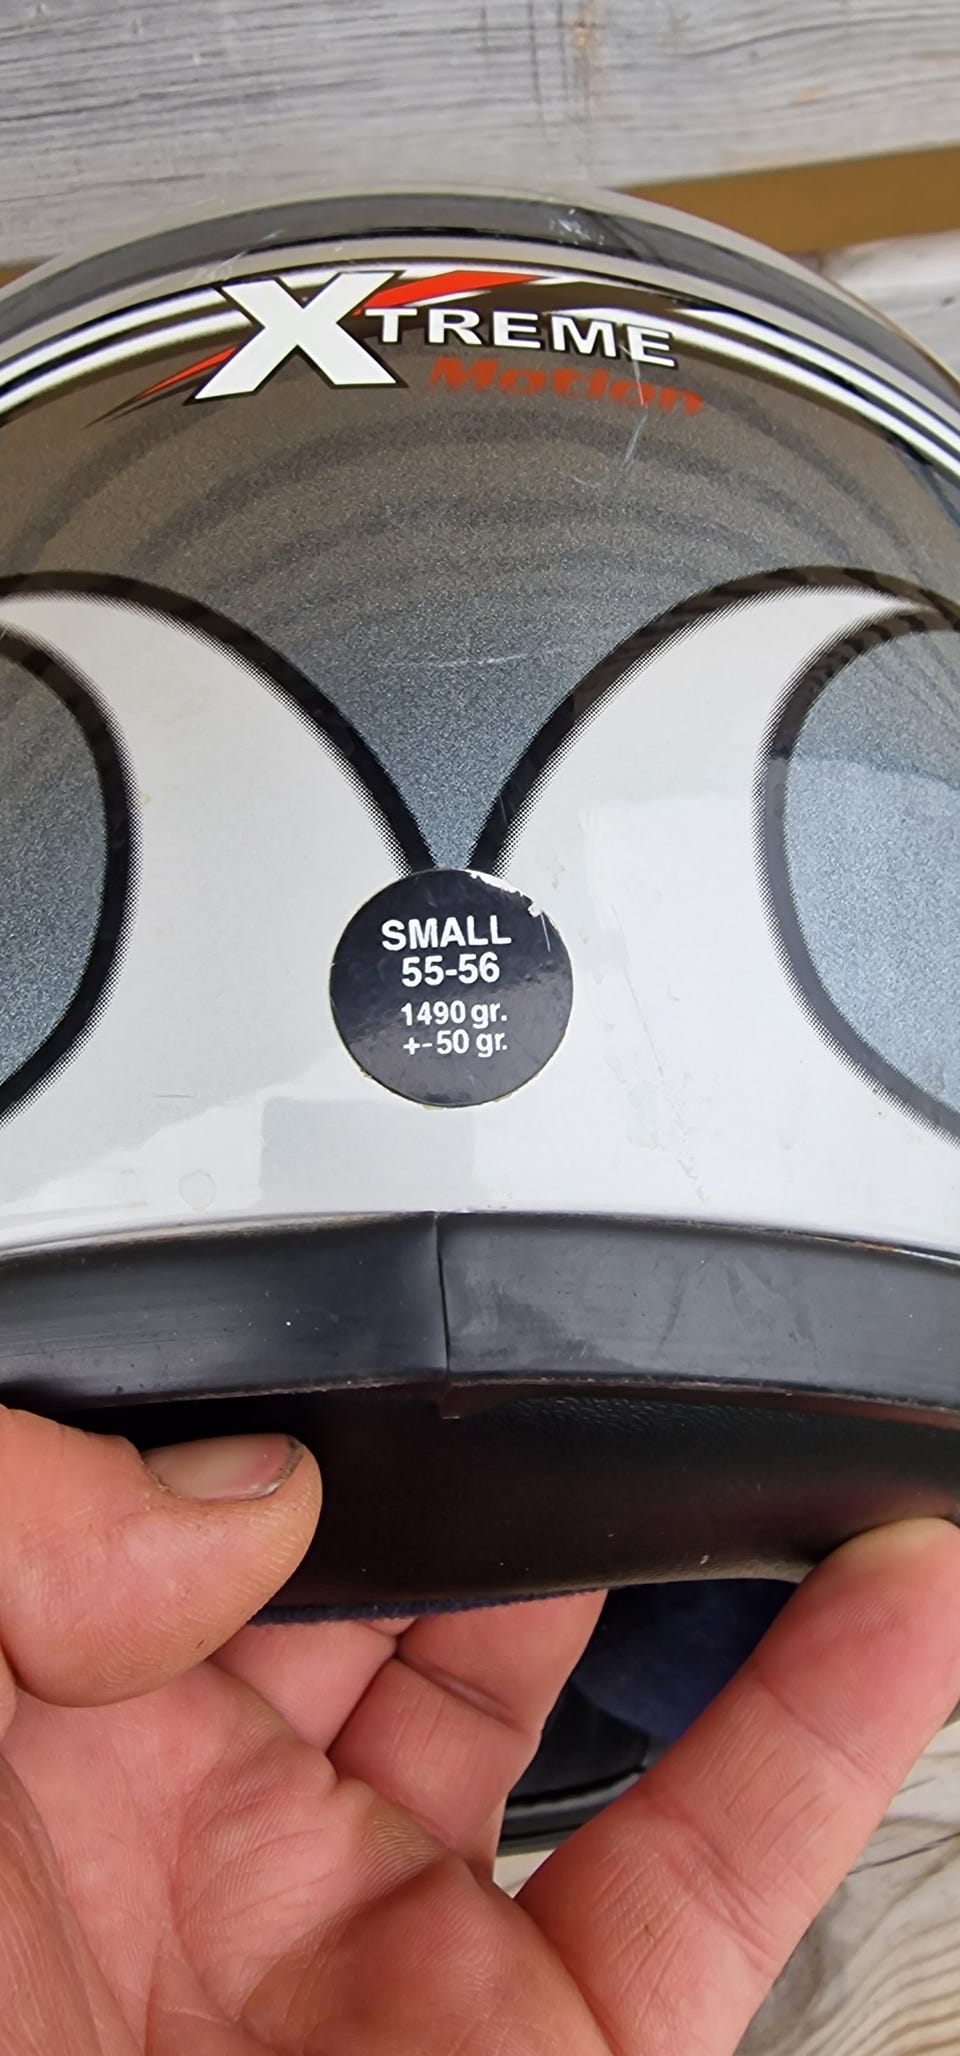 XTREME
Motion
SMALL
55-56
1490 gr.
+-50 gr.